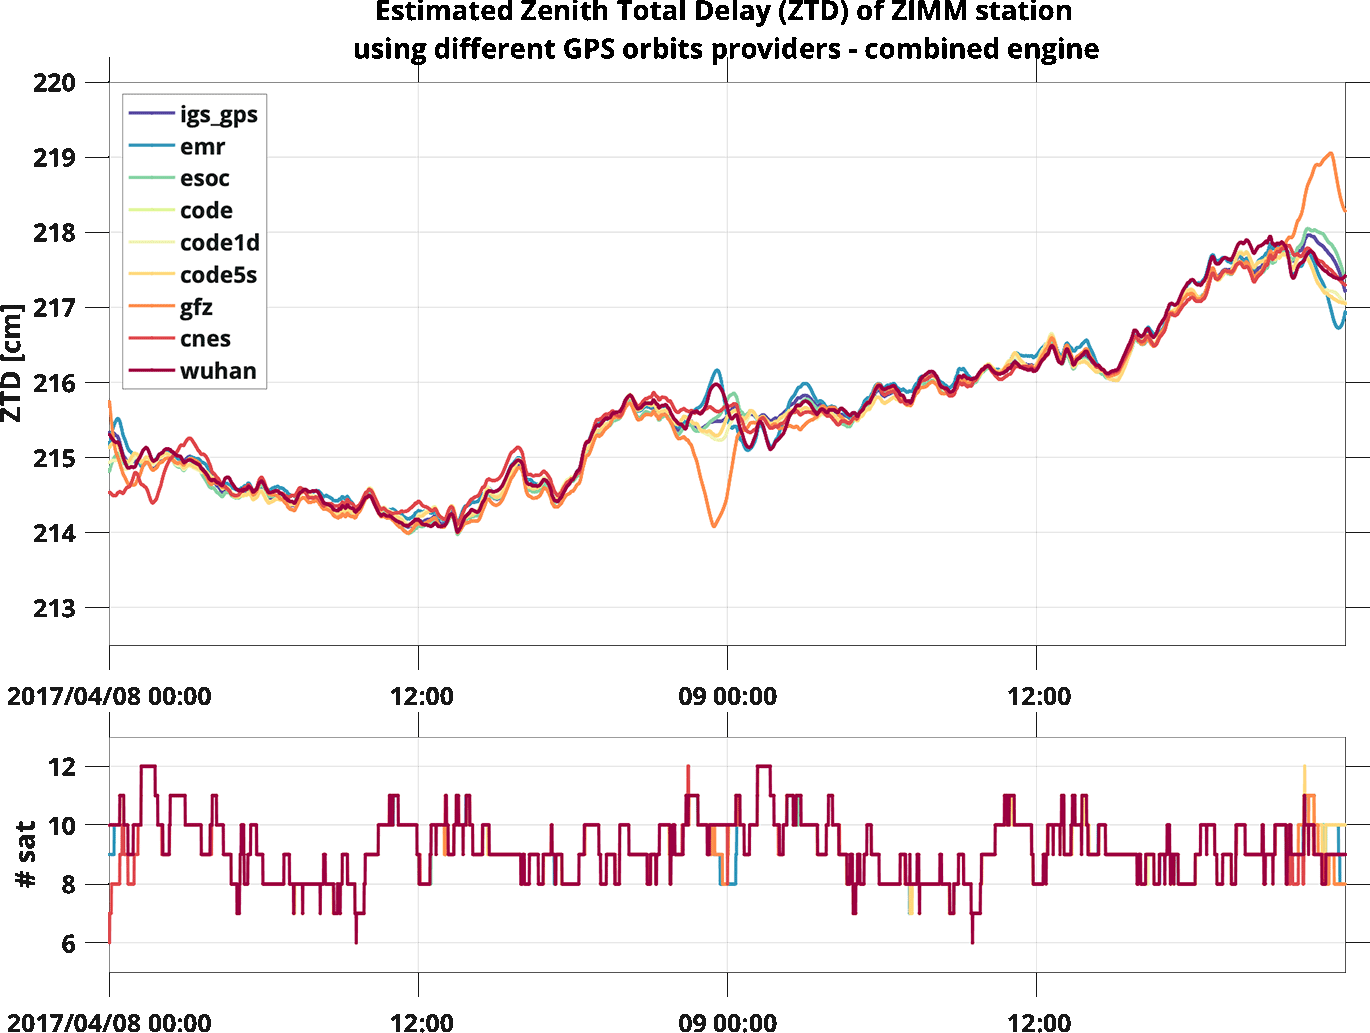 Estimated Zenith Total Delay (ZTD) of ZIMM station
using different GPS orbits providers - combined engine
220
219
218
217
216
215
214
213
ZTD [cm]
igs_gps
emr
esoc
code
code1d
code5s
gfz
cnes
wuhan
2017/04/08 00:00 12:00 09 00:00 12:00
12
10
8
6
# sat
2017/04/08 00:00 12:00 09 00:00 12:00